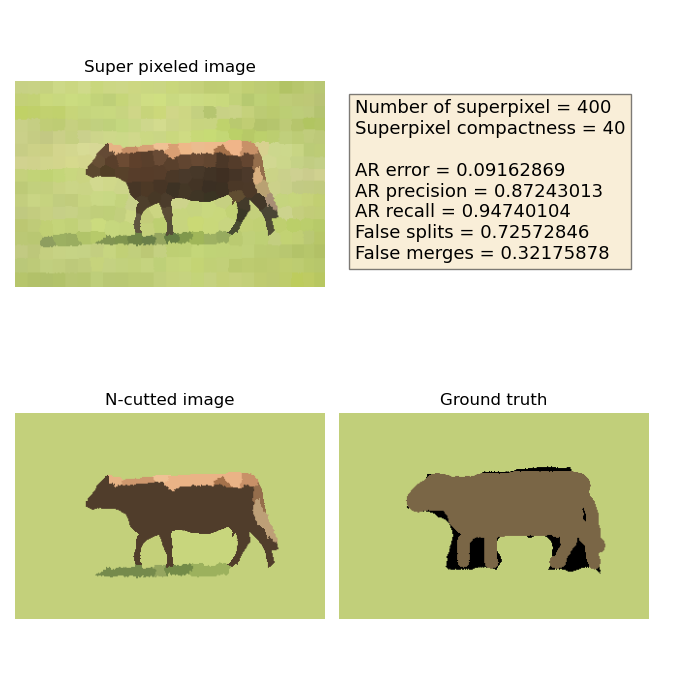 Super pixeled image
Number of superpixel = 400
Superpixel compactness = 40
AR error = 0.09162869
AR precision = 0.87243013
AR recall = 0.94740104
False splits = 0.72572846
False merges = 0.32175878
N-cutted image
Ground truth